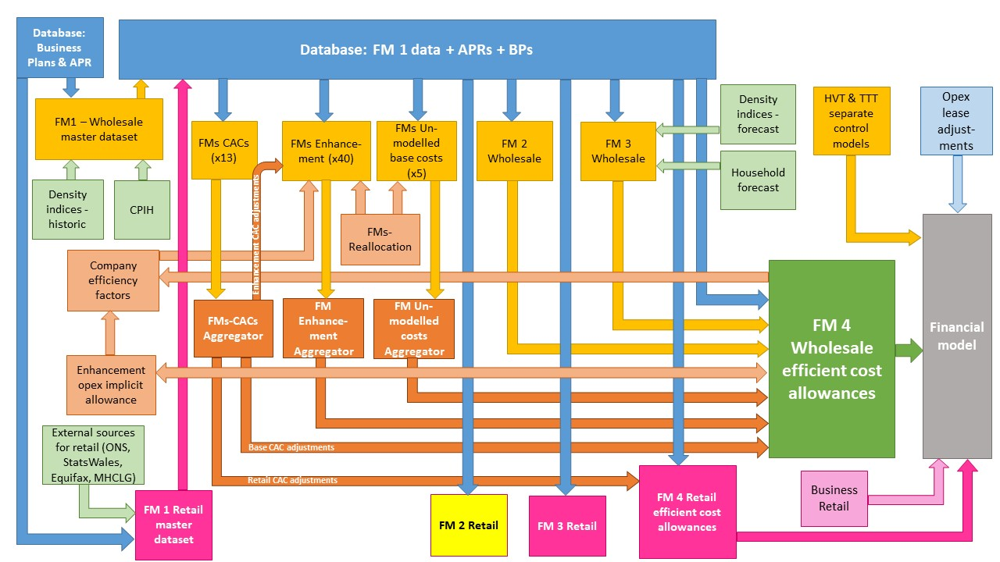 Database:
Business
Plans & APR
Database: FM 1 data + APRs + BPs
FM1 – Wholesale
master dataset
FMs CACs
(x13)
FMs Enhance-
ment (x40)
FMs Un-
modelled
base costs
(x5)
FM 2
Wholesale
FM 3
Wholesale
Density
indices -
forecast
Household
forecast
HVT & TTT
separate
control
models
Opex
lease
adjust-
ments
Density
indices -
historic
CPIH
FMs-
Reallocation
Enhancement CAC adjustments
Company
efficiency
factors
FMs-CACs
Aggregator
FM
Enhance-
ment
Aggregator
FM Un-
modelled
costs
Aggregator
FM 4
Wholesale
efficient cost
allowances
Financial
model
Enhancement
opex implicit
allowance
External sources
for retail (ONS,
StatsWales,
Equifax, MHCLG)
Base CAC adjustments
Retail CAC adjustments
FM 1 Retail
master
dataset
FM 2 Retail
FM 3 Retail
FM 4 Retail
efficient cost
allowances
Business
Retail